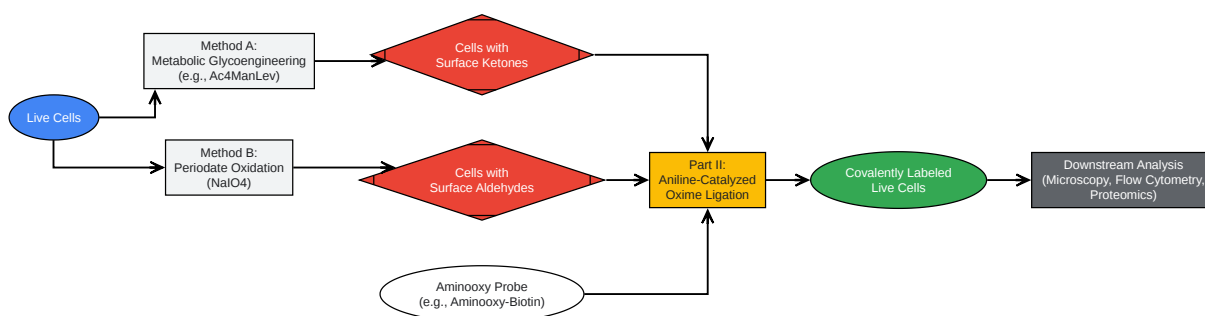 Live Cells
Method A:
Metabolic Glycoengineering
(e.g., Ac4ManLev)
Cells with
Surface Ketones
Method B:
Periodate Oxidation
(NaIO4)
Cells with
Surface Aldehydes
Aminooxy Probe
(e.g., Aminooxy-Biotin)
Part II:
Aniline-Catalyzed
Oxime Ligation
Covalently Labeled
Live Cells
Downstream Analysis
(Microscopy, Flow Cytometry,
Proteomics)